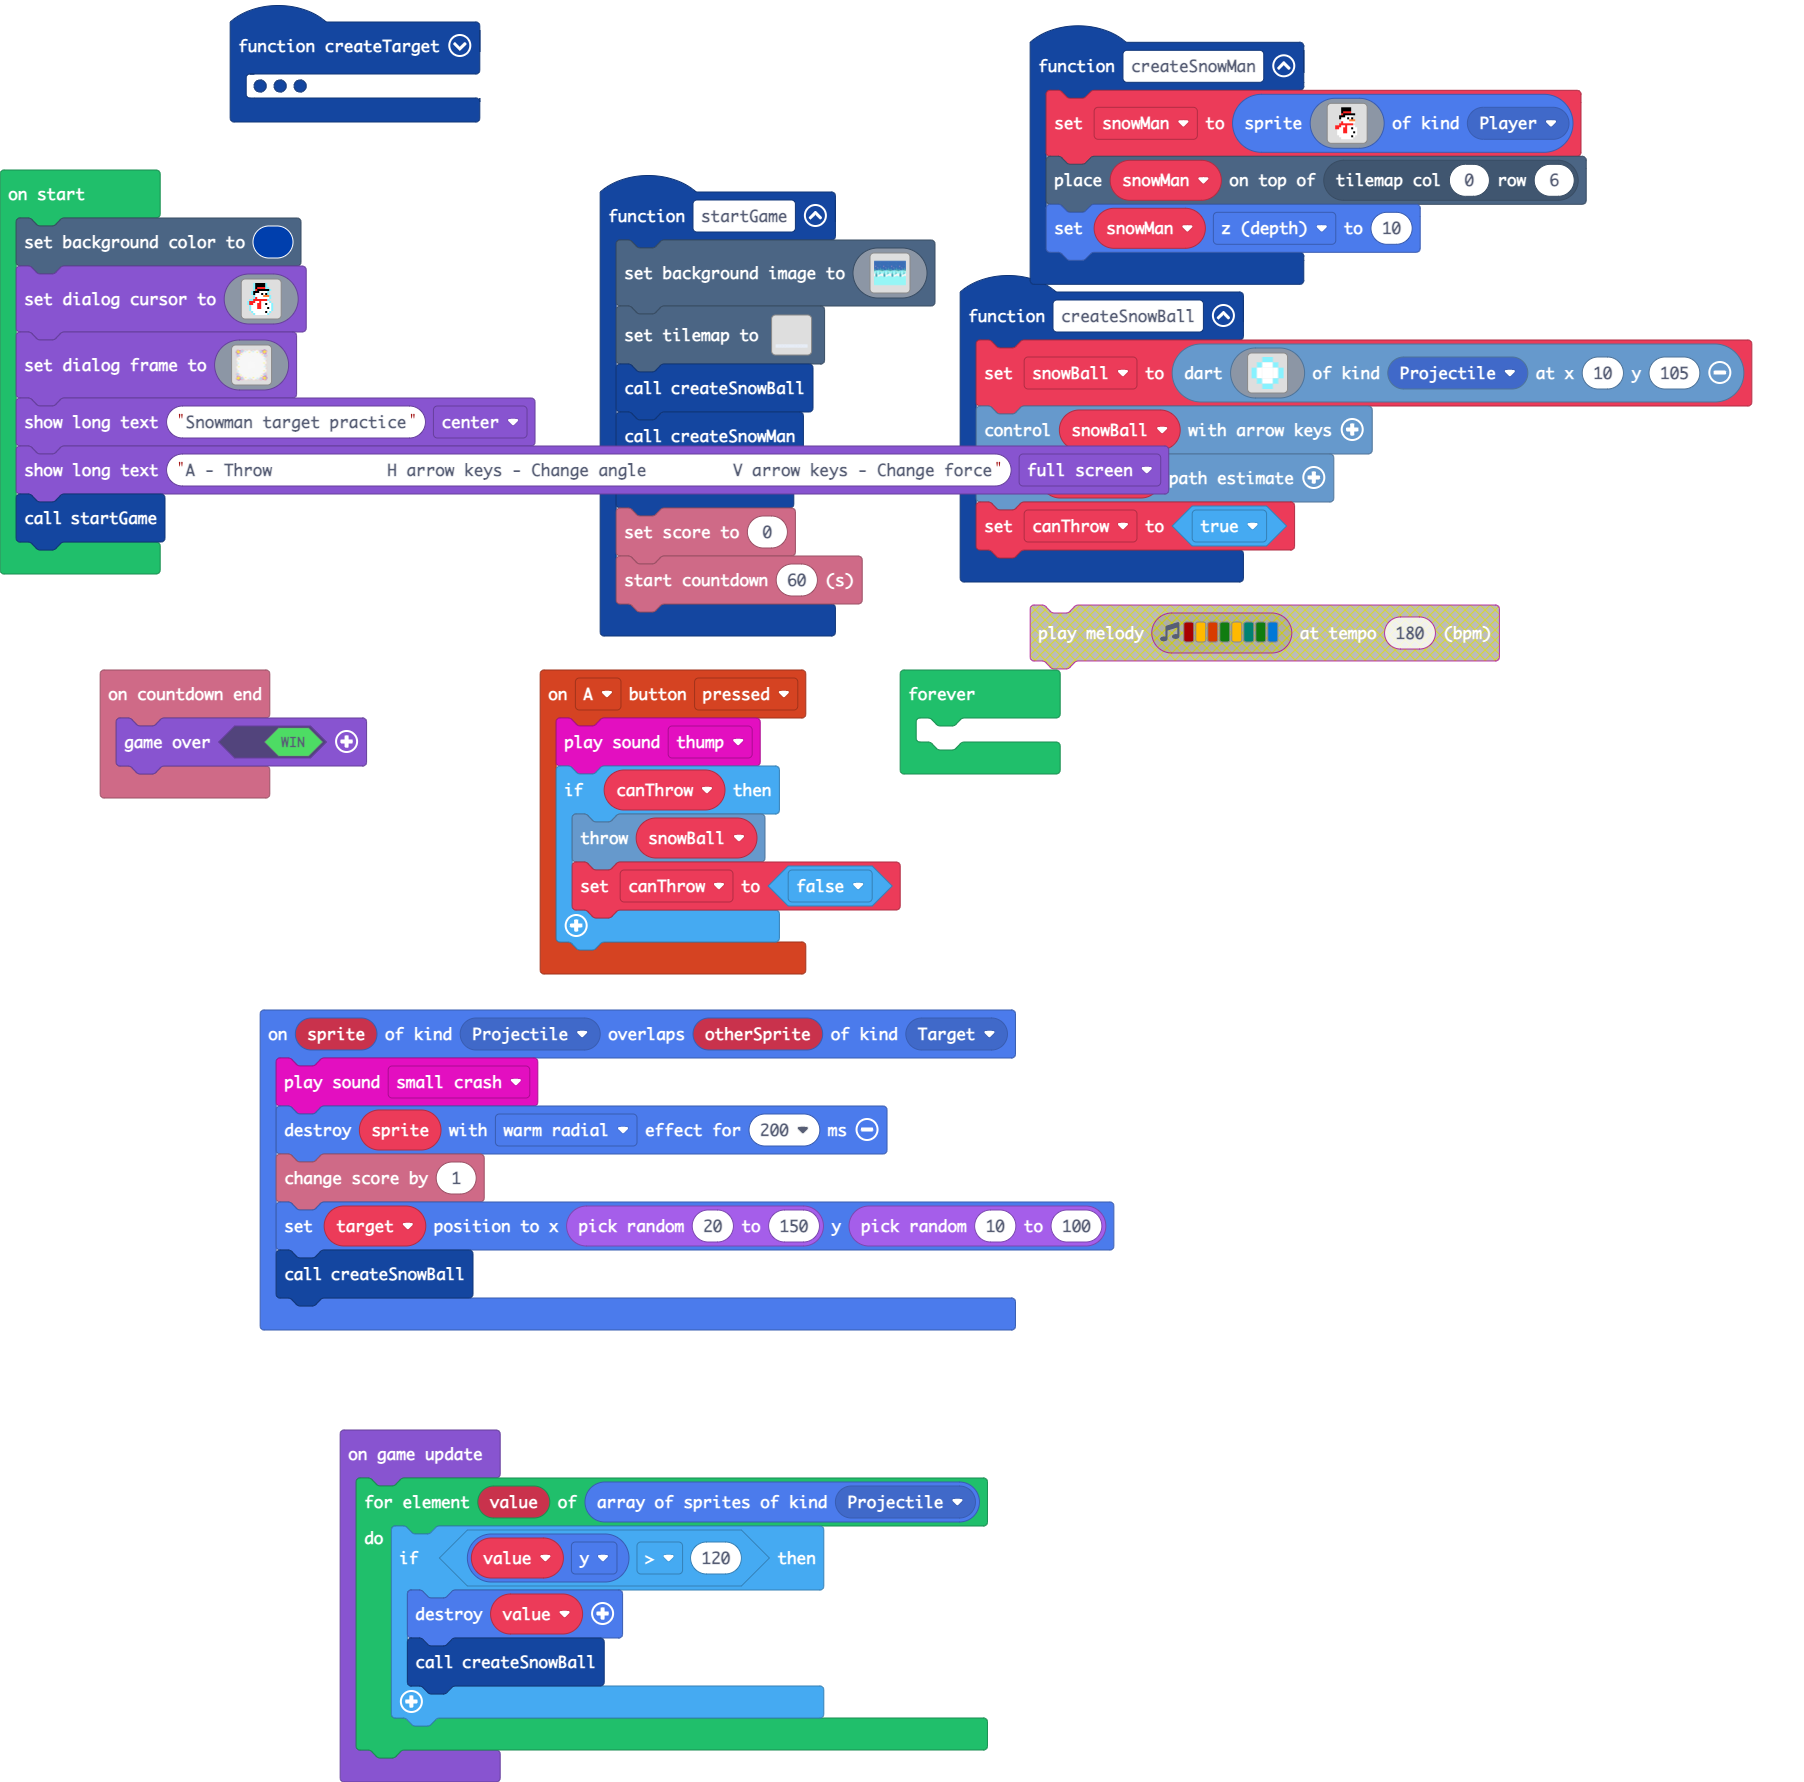 function createTarget
function createSnowMan
set snowMan to sprite of kind Player
place snowMan on top of tilemap col 0 row 6
set snowMan z (depth) to 10
on start
set background color to
set dialog cursor to
set dialog frame to
show long text "Snowman target practice" center
show long text "A - Throw H arrow keys - Change angle V arrow keys - Change force" full screen
call startGame
function startGame
set background image to
set tilemap to
call createSnowBall
call createSnowMan
set score to 0
start countdown 60 (s)
function createSnowBall
set snowBall to dart of kind Projectile at x 10 y 105
control snowBall with arrow keys
path estimate
set canThrow to true
play melody at tempo 180 (bpm)
on countdown end
game over WIN
on A button pressed
play sound thump
if canThrow then
throw snowBall
set canThrow to false
forever
on sprite of kind Projectile overlaps otherSprite of kind Target
play sound small crash
destroy sprite with warm radial effect for 200 ms
change score by 1
set target position to x pick random 20 to 150 y pick random 10 to 100
call createSnowBall
on game update
for element value of array of sprites of kind Projectile
do
if value y > 120 then
destroy value
call createSnowBall